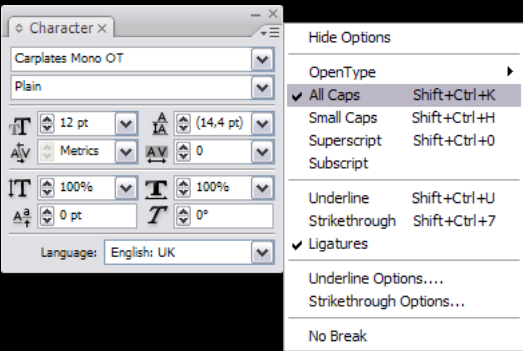 Character
Carplates Mono OT
Plain
12 pt
(14,4 pt)
Metrics
0
100%
100%
0 pt
0°
Language: English: UK
Hide Options
OpenType
All Caps Shift+Ctrl+K
Small Caps Shift+Ctrl+H
Superscript Shift+Ctrl+0
Subscript
Underline Shift+Ctrl+U
Strikethrough Shift+Ctrl+7
Ligatures
Underline Options....
Strikethrough Options...
No Break